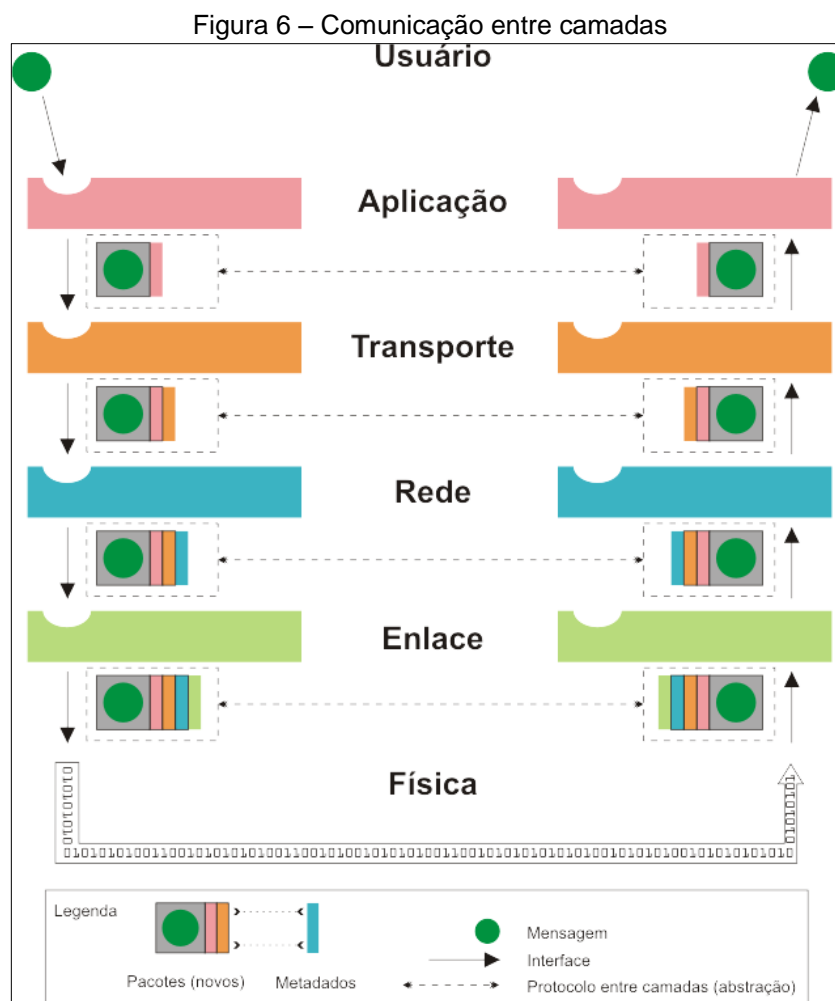 Figura 6 – Comunicação entre camadas
Usuário
Aplicação
Transporte
Rede
Enlace
Física
Legenda
Pacotes (novos)
Metadados
Mensagem
Interface
Protocolo entre camadas (abstração)